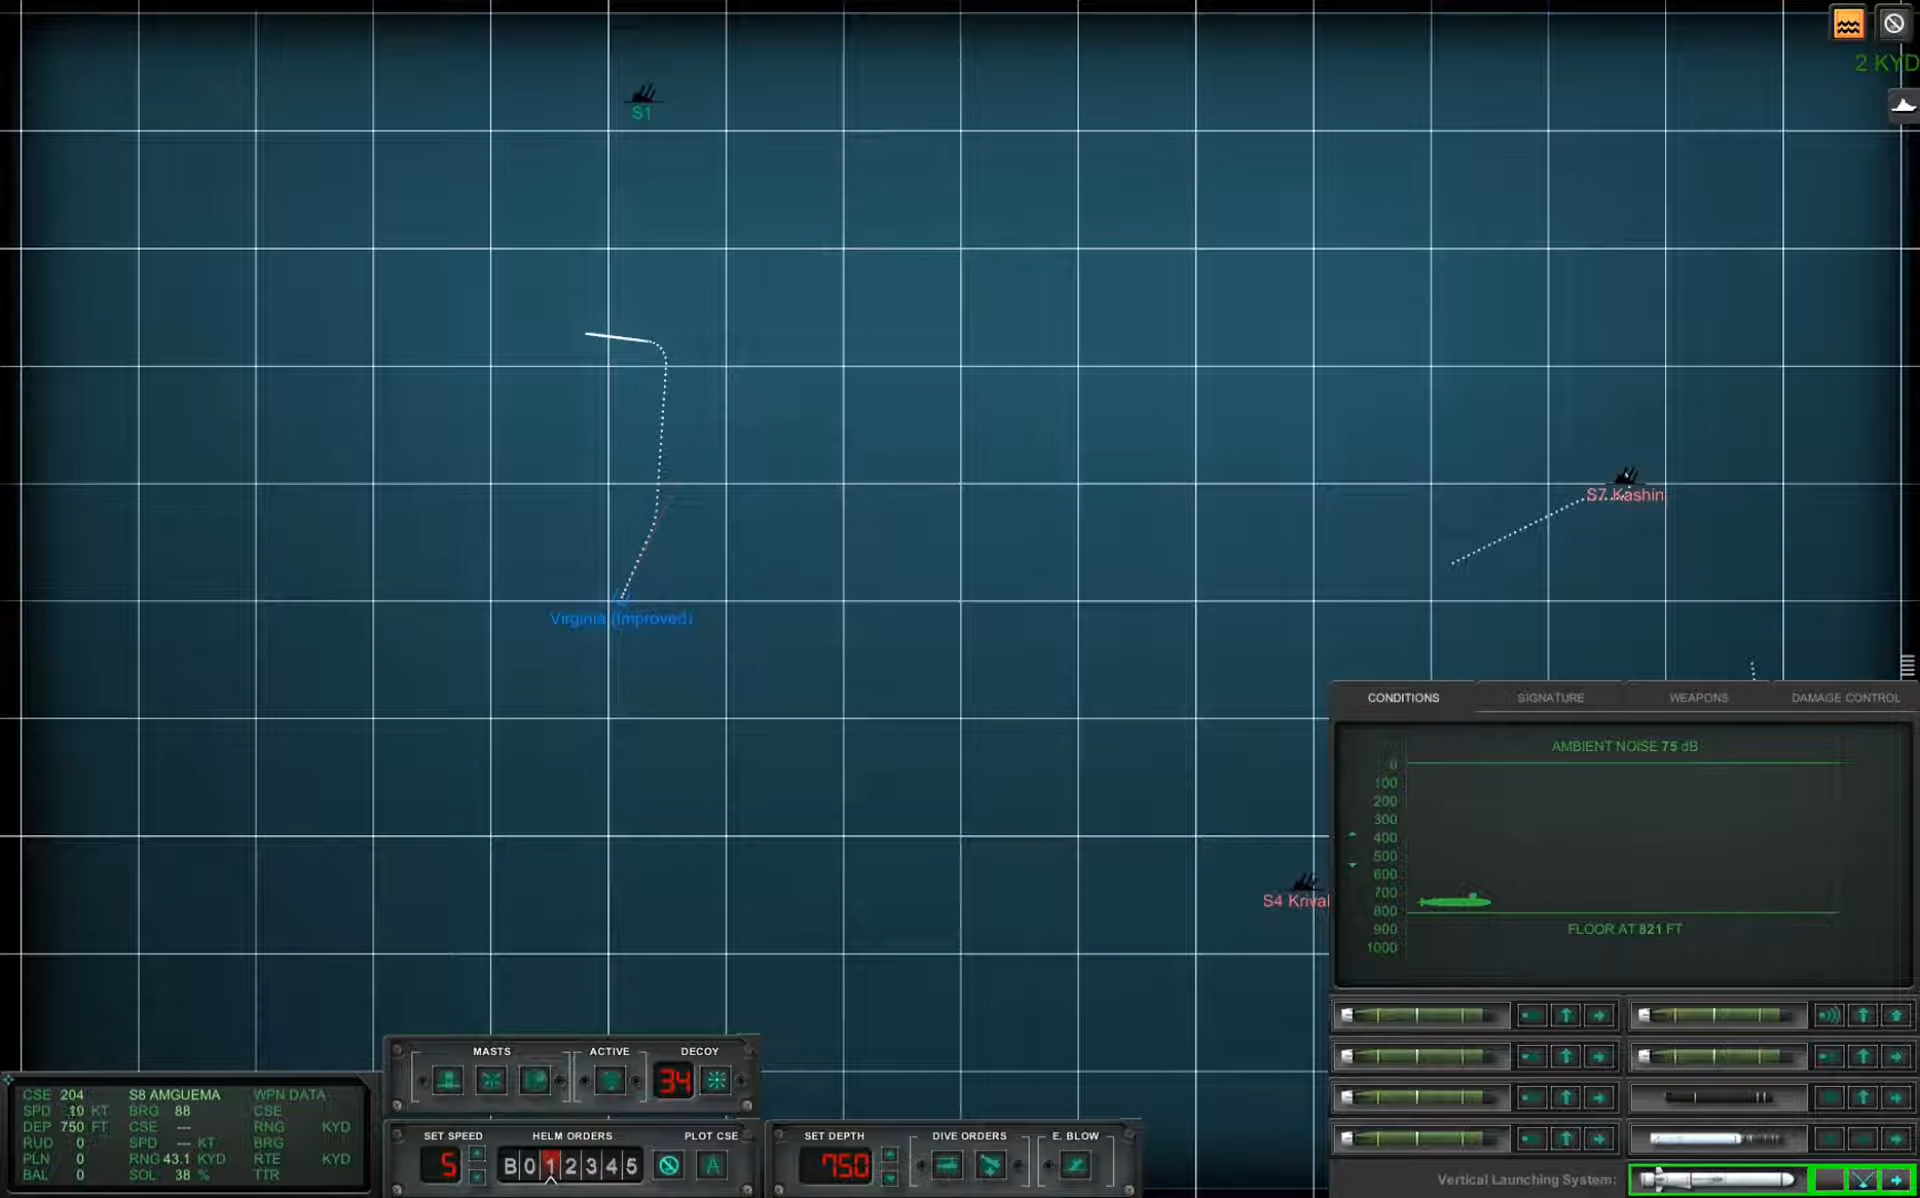 2 KYD
S1
S7 Kashin
Virginia (Improved)
S4 Krivak
CONDITIONS SIGNATURE WEAPONS DAMAGE CONTROL
AMBIENT NOISE 75 dB
0
100
200
300
400
500
600
700
800
900
1000
FLOOR AT 821 FT
MASTS ACTIVE DECOY
34
CSE 204 S8 AMGUEMA WPN DATA
SPD 10 KT BRG 88 CSE
DEP 750 FT CSE --- RNG KYD
RUD 0 SPD --- KT BRG
PLN 0 RNG 43.1 KYD RTE KYD
BAL 0 SOL 38 % TTR
SET SPEED HELM ORDERS PLOT CSE
5 B 0 1 2 3 4 5
SET DEPTH DIVE ORDERS E. BLOW
750
Vertical Launching System: